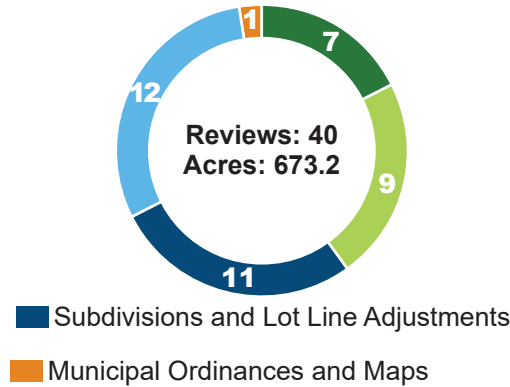 1
7
12
Reviews: 40
Acres: 673.2
9
11
Subdivisions and Lot Line Adjustments
Municipal Ordinances and Maps